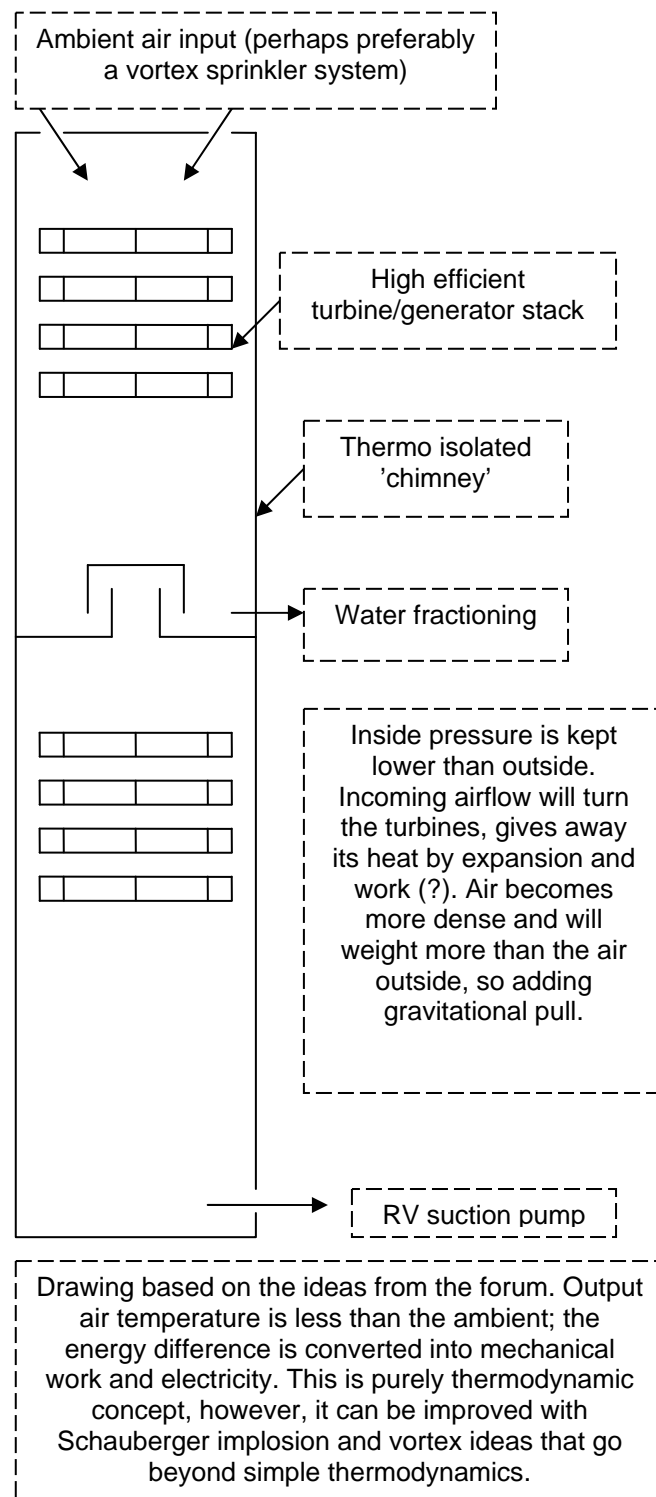 Ambient air input (perhaps preferably
a vortex sprinkler system)
High efficient
turbine/generator stack
Thermo isolated
’chimney’
Water fractioning
Inside pressure is kept
lower than outside.
Incoming airflow will turn
the turbines, gives away
its heat by expansion and
work (?). Air becomes
more dense and will
weight more than the air
outside, so adding
gravitational pull.
RV suction pump
Drawing based on the ideas from the forum. Output
air temperature is less than the ambient; the
energy difference is converted into mechanical
work and electricity. This is purely thermodynamic
concept, however, it can be improved with
Schauberger implosion and vortex ideas that go
beyond simple thermodynamics.